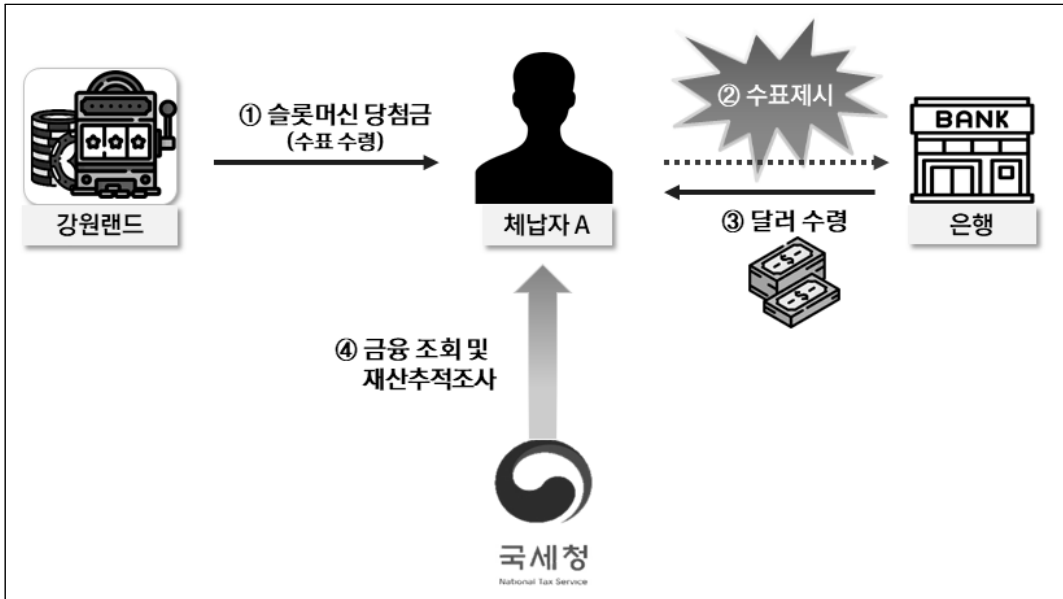 ① 슬롯머신 당첨금
(수표 수령)
② 수표제시
BANK
강원랜드
체납자 A
③ 달러 수령
은행
④ 금융 조회 및
재산추적조사
국세청
National Tax Service